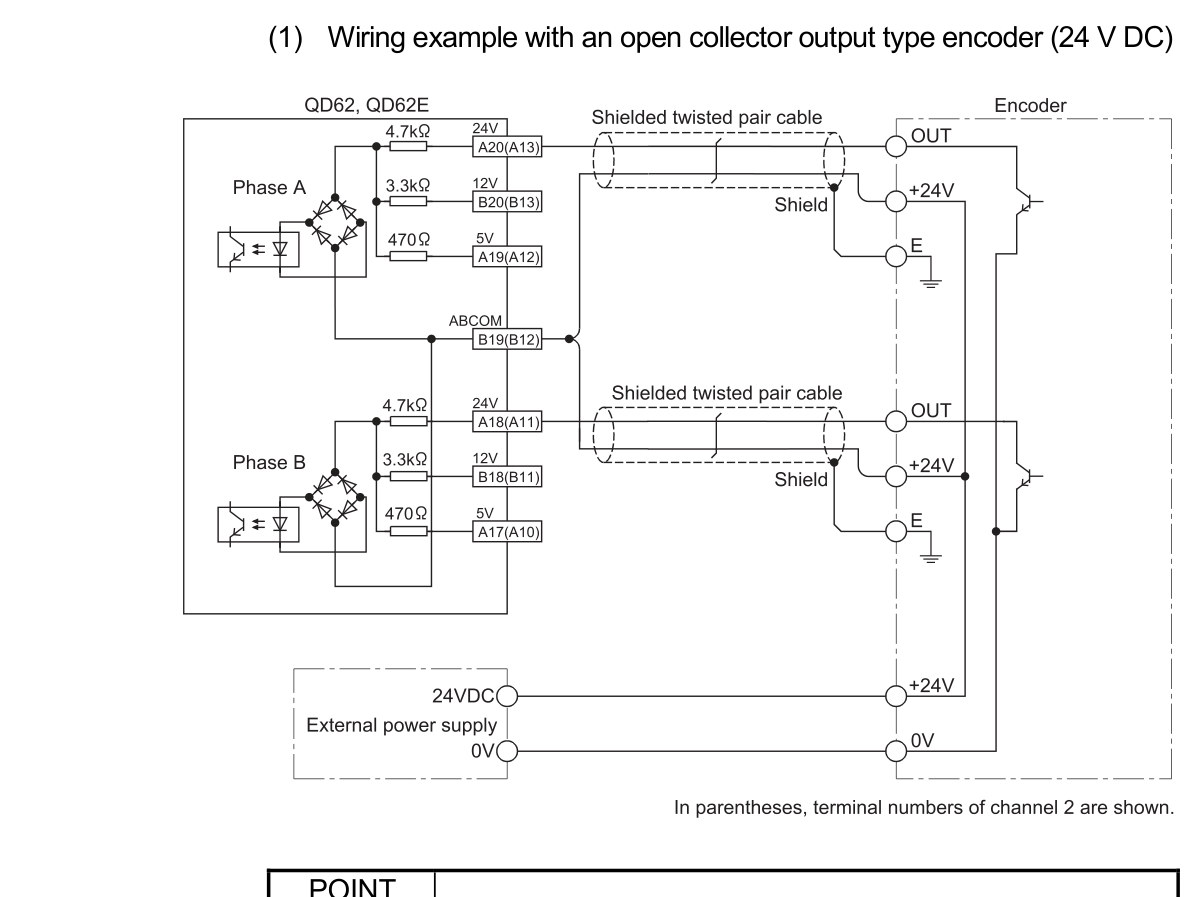 (1) Wiring example with an open collector output type encoder (24 V DC)
QD62, QD62E
Shielded twisted pair cable
Encoder
4.7kΩ
24V
A20(A13)
OUT
Phase A
3.3kΩ
12V
B20(B13)
Shield
+24V
470Ω
5V
A19(A12)
E
ABCOM
B19(B12)
Shielded twisted pair cable
4.7kΩ
24V
A18(A11)
OUT
Phase B
3.3kΩ
12V
B18(B11)
Shield
+24V
470Ω
5V
A17(A10)
E
24VDC
+24V
External power supply
0V
0V
In parentheses, terminal numbers of channel 2 are shown.
POINT